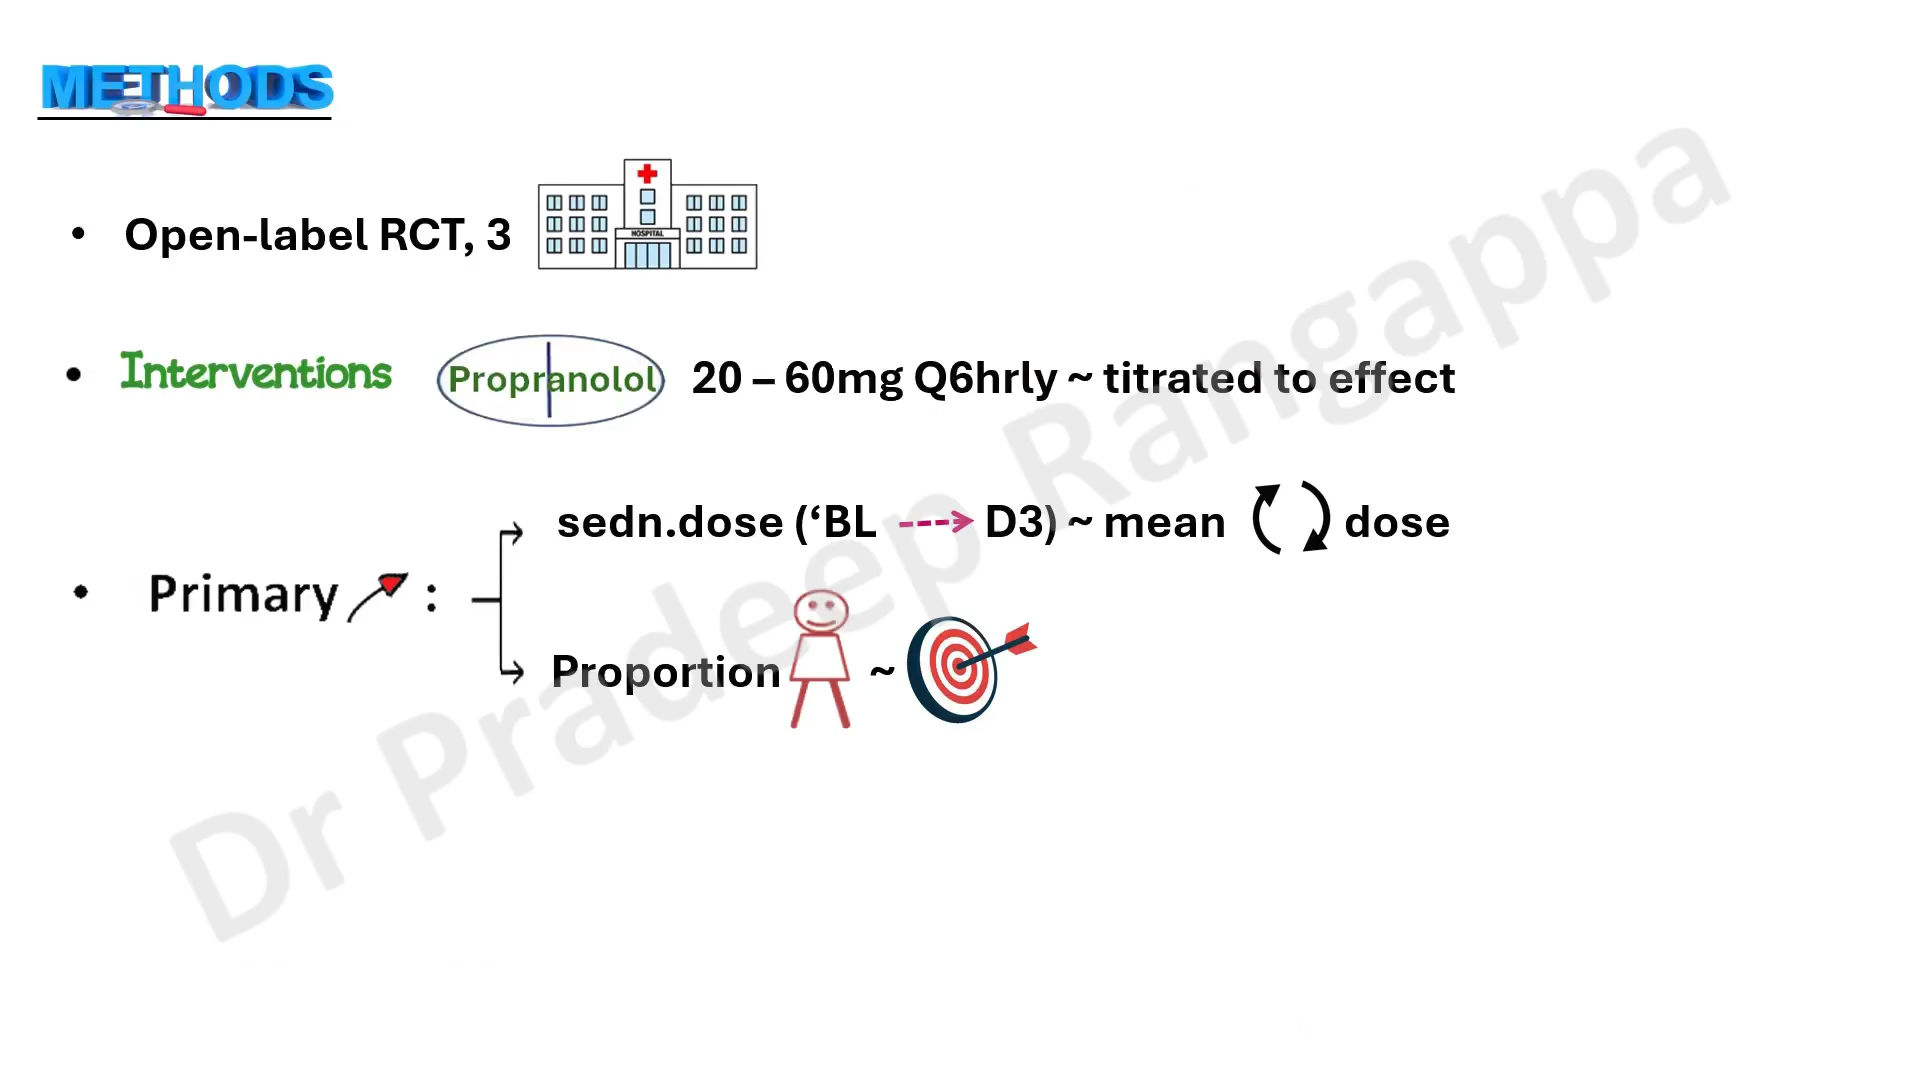 METHODS
• Open-label RCT, 3
HOSPITAL
• Interventions Propranolol 20 – 60mg Q6hrly ~ titrated to effect
sedn.dose (‘BL D3) ~ mean dose
• Primary :
Proportion ~
Dr Pradeep Rangappa